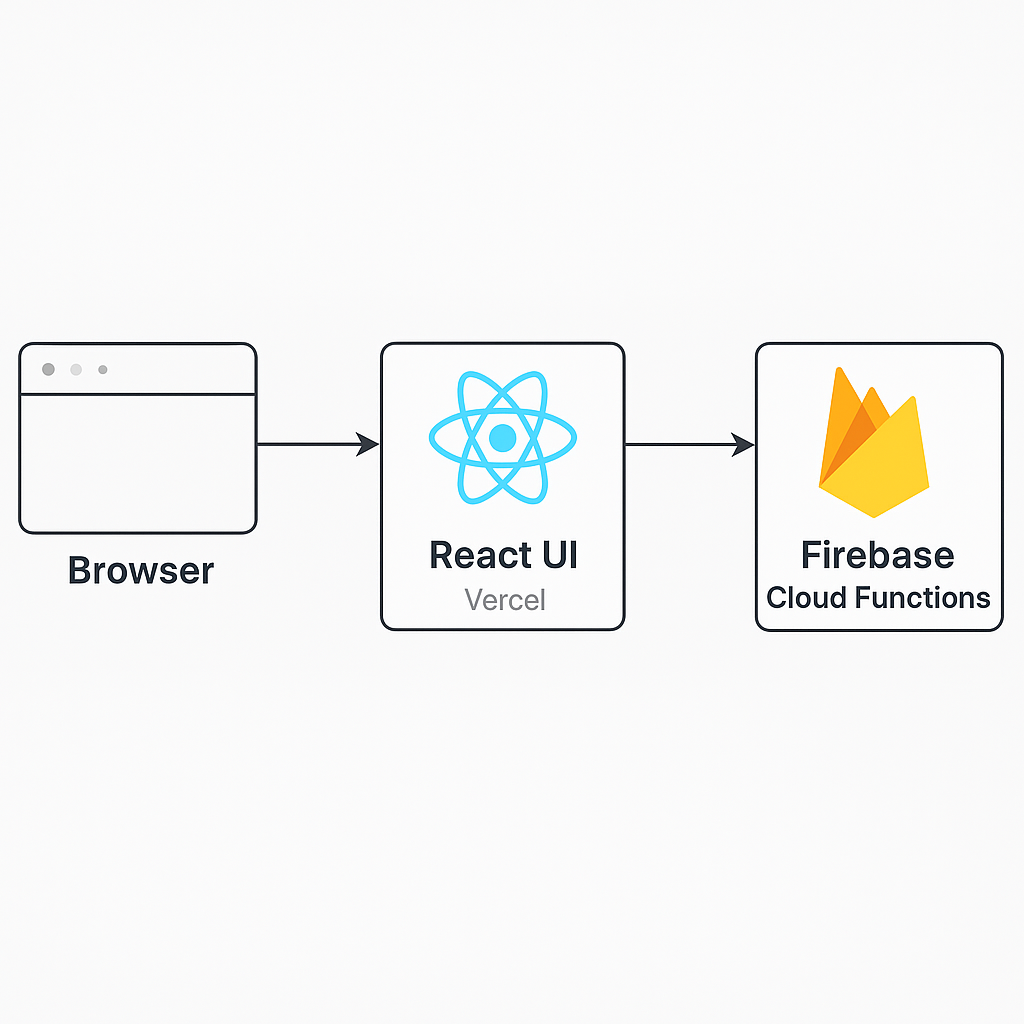 Browser
React UI
Vercel
Firebase
Cloud Functions